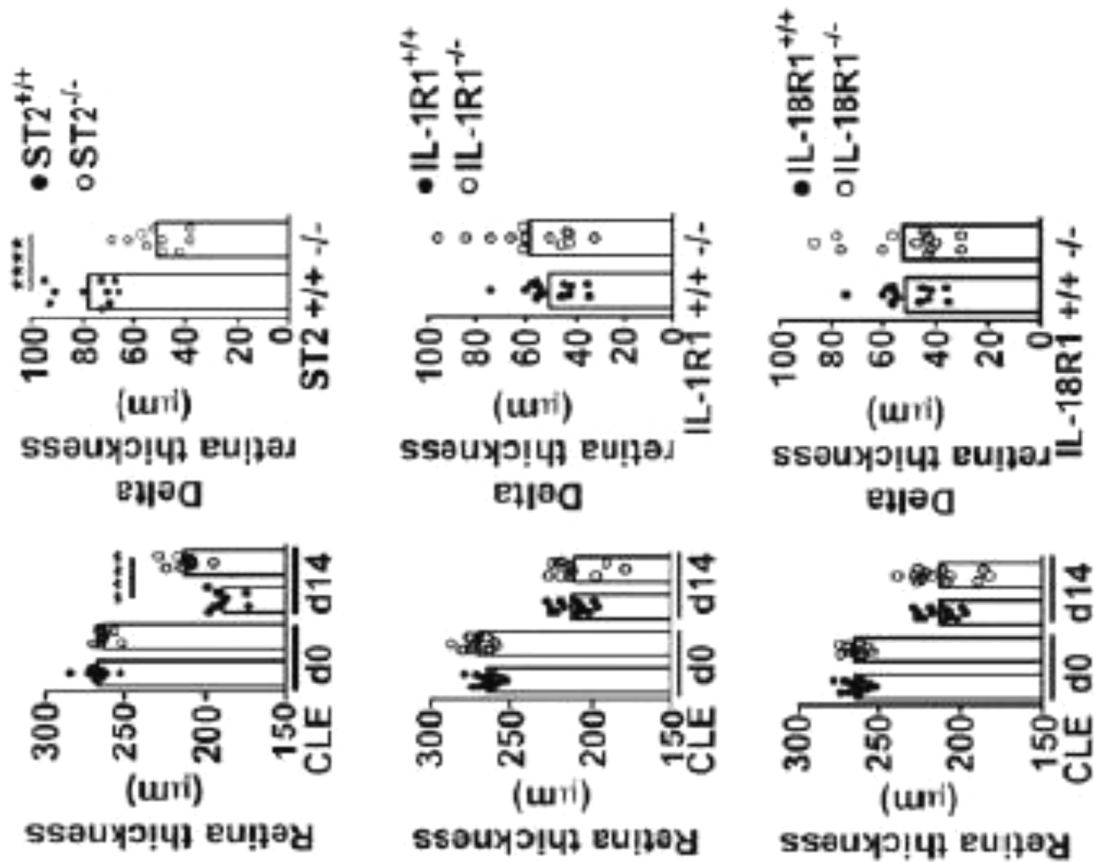 ****
ST2+/+
ST2-/-
100
80
60
40
20
0
ST2 +/+ -/-
Delta
retina thickness
(μm)
IL-1R1+/+
IL-1R1-/-
100
80
60
40
20
0
IL-1R1 +/+ -/-
Delta
retina thickness
(μm)
IL-18R1+/+
IL-18R1-/-
100
80
60
40
20
0
IL-18R1 +/+ -/-
Delta
retina thickness
(μm)
****
300
250
200
150
CLE d0 d14
Retina thickness
(μm)
300
250
200
150
CLE d0 d14
Retina thickness
(μm)
300
250
200
150
CLE d0 d14
Retina thickness
(μm)